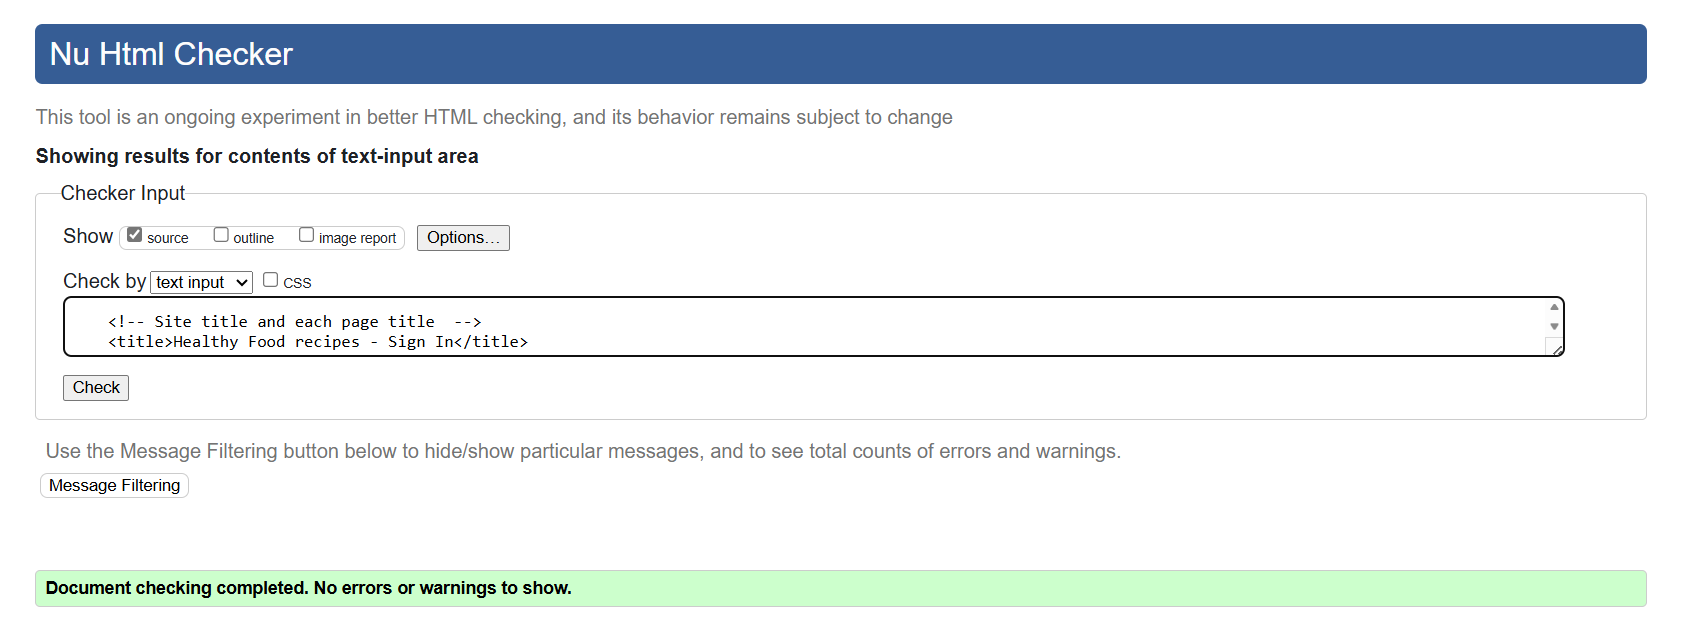 Nu Html Checker
This tool is an ongoing experiment in better HTML checking, and its behavior remains subject to change
Showing results for contents of text-input area
Checker Input
Show source outline image report Options...
Check by text input CSS
<!-- Site title and each page title  -->
<title>Healthy Food recipes - Sign In</title>
Check
Use the Message Filtering button below to hide/show particular messages, and to see total counts of errors and warnings.
Message Filtering
Document checking completed. No errors or warnings to show.